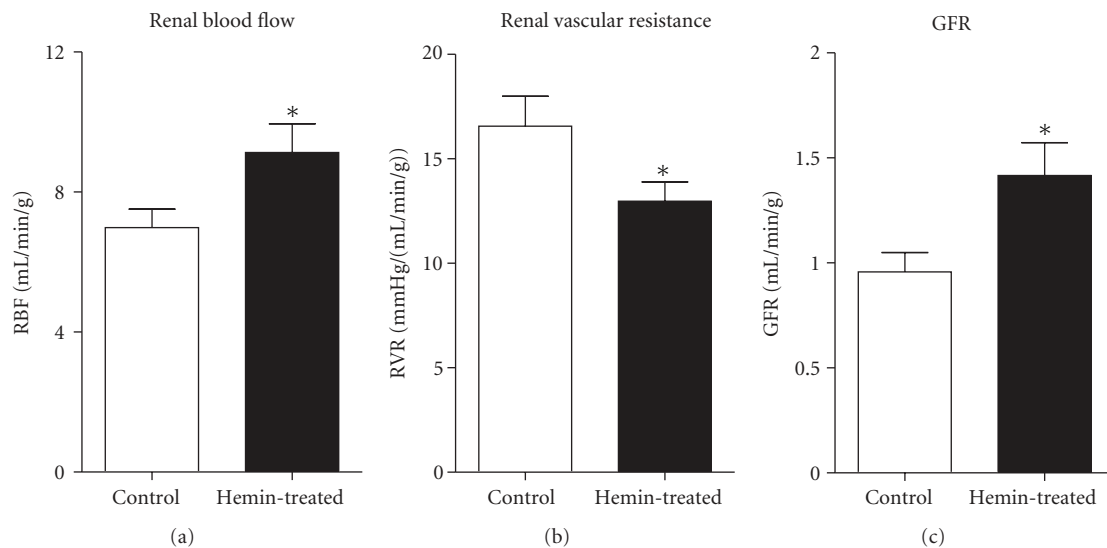 Renal blood flow
12
8
4
0
RBF (mL/min/g)
*
Control
Hemin-treated
(a)
Renal vascular resistance
20
15
10
5
0
RVR (mmHg/(mL/min/g))
*
Control
Hemin-treated
(b)
GFR
2
1.5
1
0.5
0
GFR (mL/min/g)
*
Control
Hemin-treated
(c)